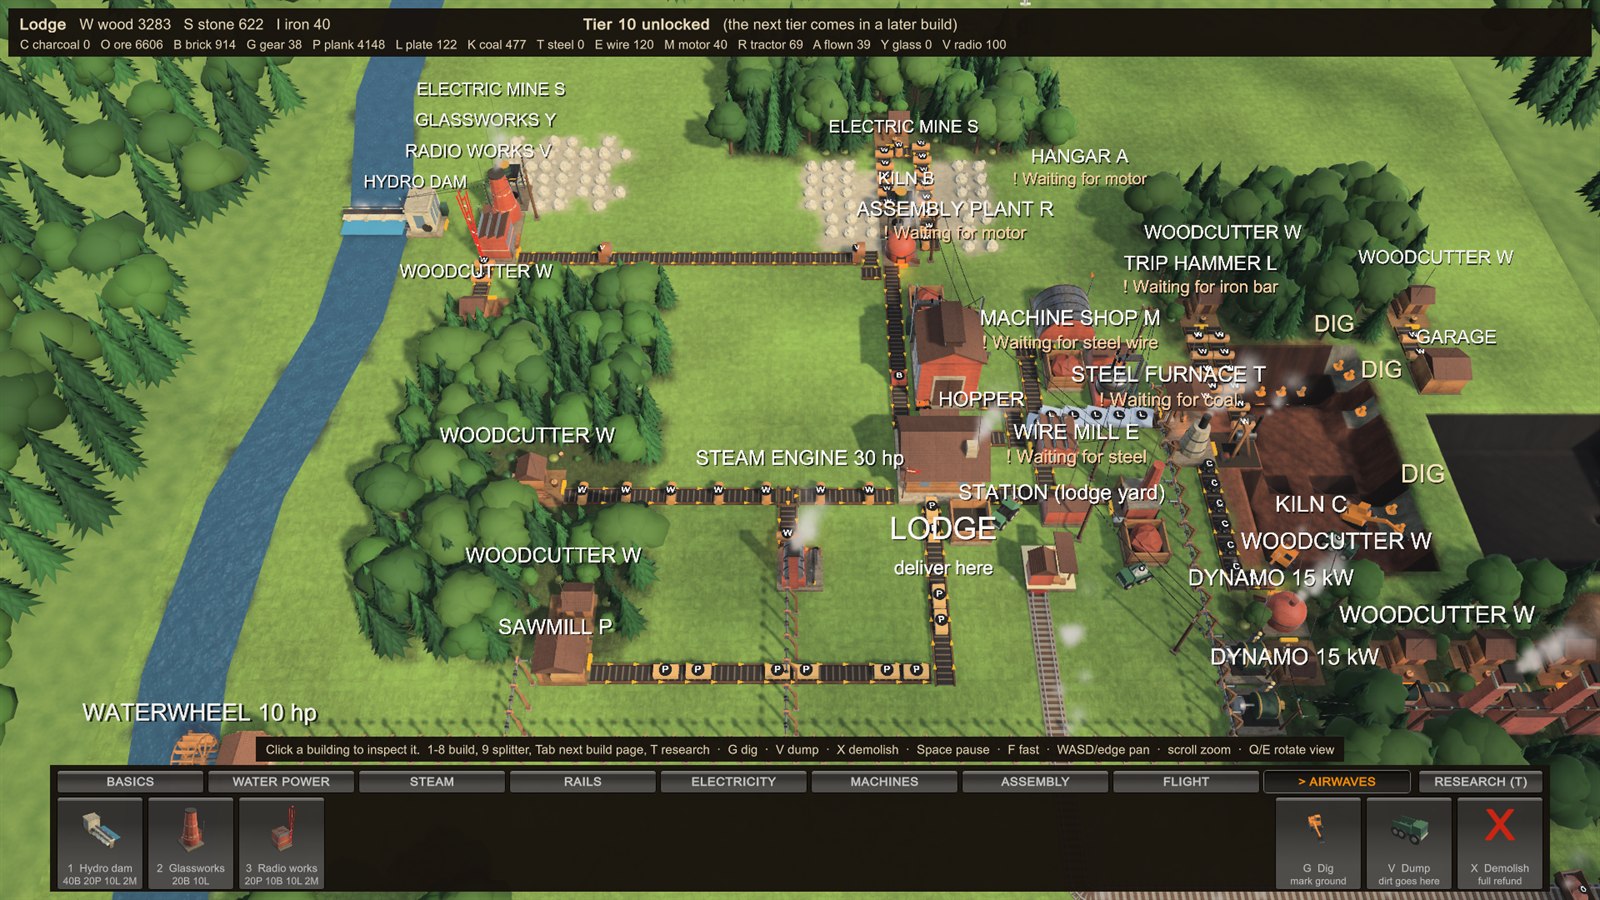 Lodge W wood 3283 S stone 622 I iron 40
Tier 10 unlocked (the next tier comes in a later build)
C charcoal 0 O ore 6606 B brick 914 G gear 38 P plank 4148 L plate 122 K coal 477 T steel 0 E wire 120 M motor 40 R tractor 69 A flown 39 Y glass 0 V radio 100
ELECTRIC MINE S
GLASSWORKS Y
RADIO WORKS V
HYDRO DAM
ELECTRIC MINE S
HANGAR A
! Waiting for motor
KILN B
ASSEMBLY PLANT R
! Waiting for motor
WOODCUTTER W
WOODCUTTER W
TRIP HAMMER L
! Waiting for iron bar
WOODCUTTER W
MACHINE SHOP M
! Waiting for steel wire
DIG
GARAGE
DIG
STEEL FURNACE T
! Waiting for coal
HOPPER
WOODCUTTER W
WIRE MILL E
! Waiting for steel
STEAM ENGINE 30 hp
DIG
STATION (lodge yard)
KILN C
LODGE
deliver here
WOODCUTTER W
WOODCUTTER W
DYNAMO 15 kW
WOODCUTTER W
SAWMILL P
DYNAMO 15 kW
WATERWHEEL 10 hp
Click a building to inspect it. 1-8 build, 9 splitter, Tab next build page, T research · G dig · V dump · X demolish · Space pause · F fast · WASD/edge pan · scroll zoom · Q/E rotate view
BASICS
WATER POWER
STEAM
RAILS
ELECTRICITY
MACHINES
ASSEMBLY
FLIGHT
> AIRWAVES
RESEARCH (T)
1 Hydro dam
40B 20P 10L 2M
2 Glassworks
20B 10L
3 Radio works
20P 10B 10L 2M
G Dig
mark ground
V Dump
dirt goes here
X Demolish
full refund